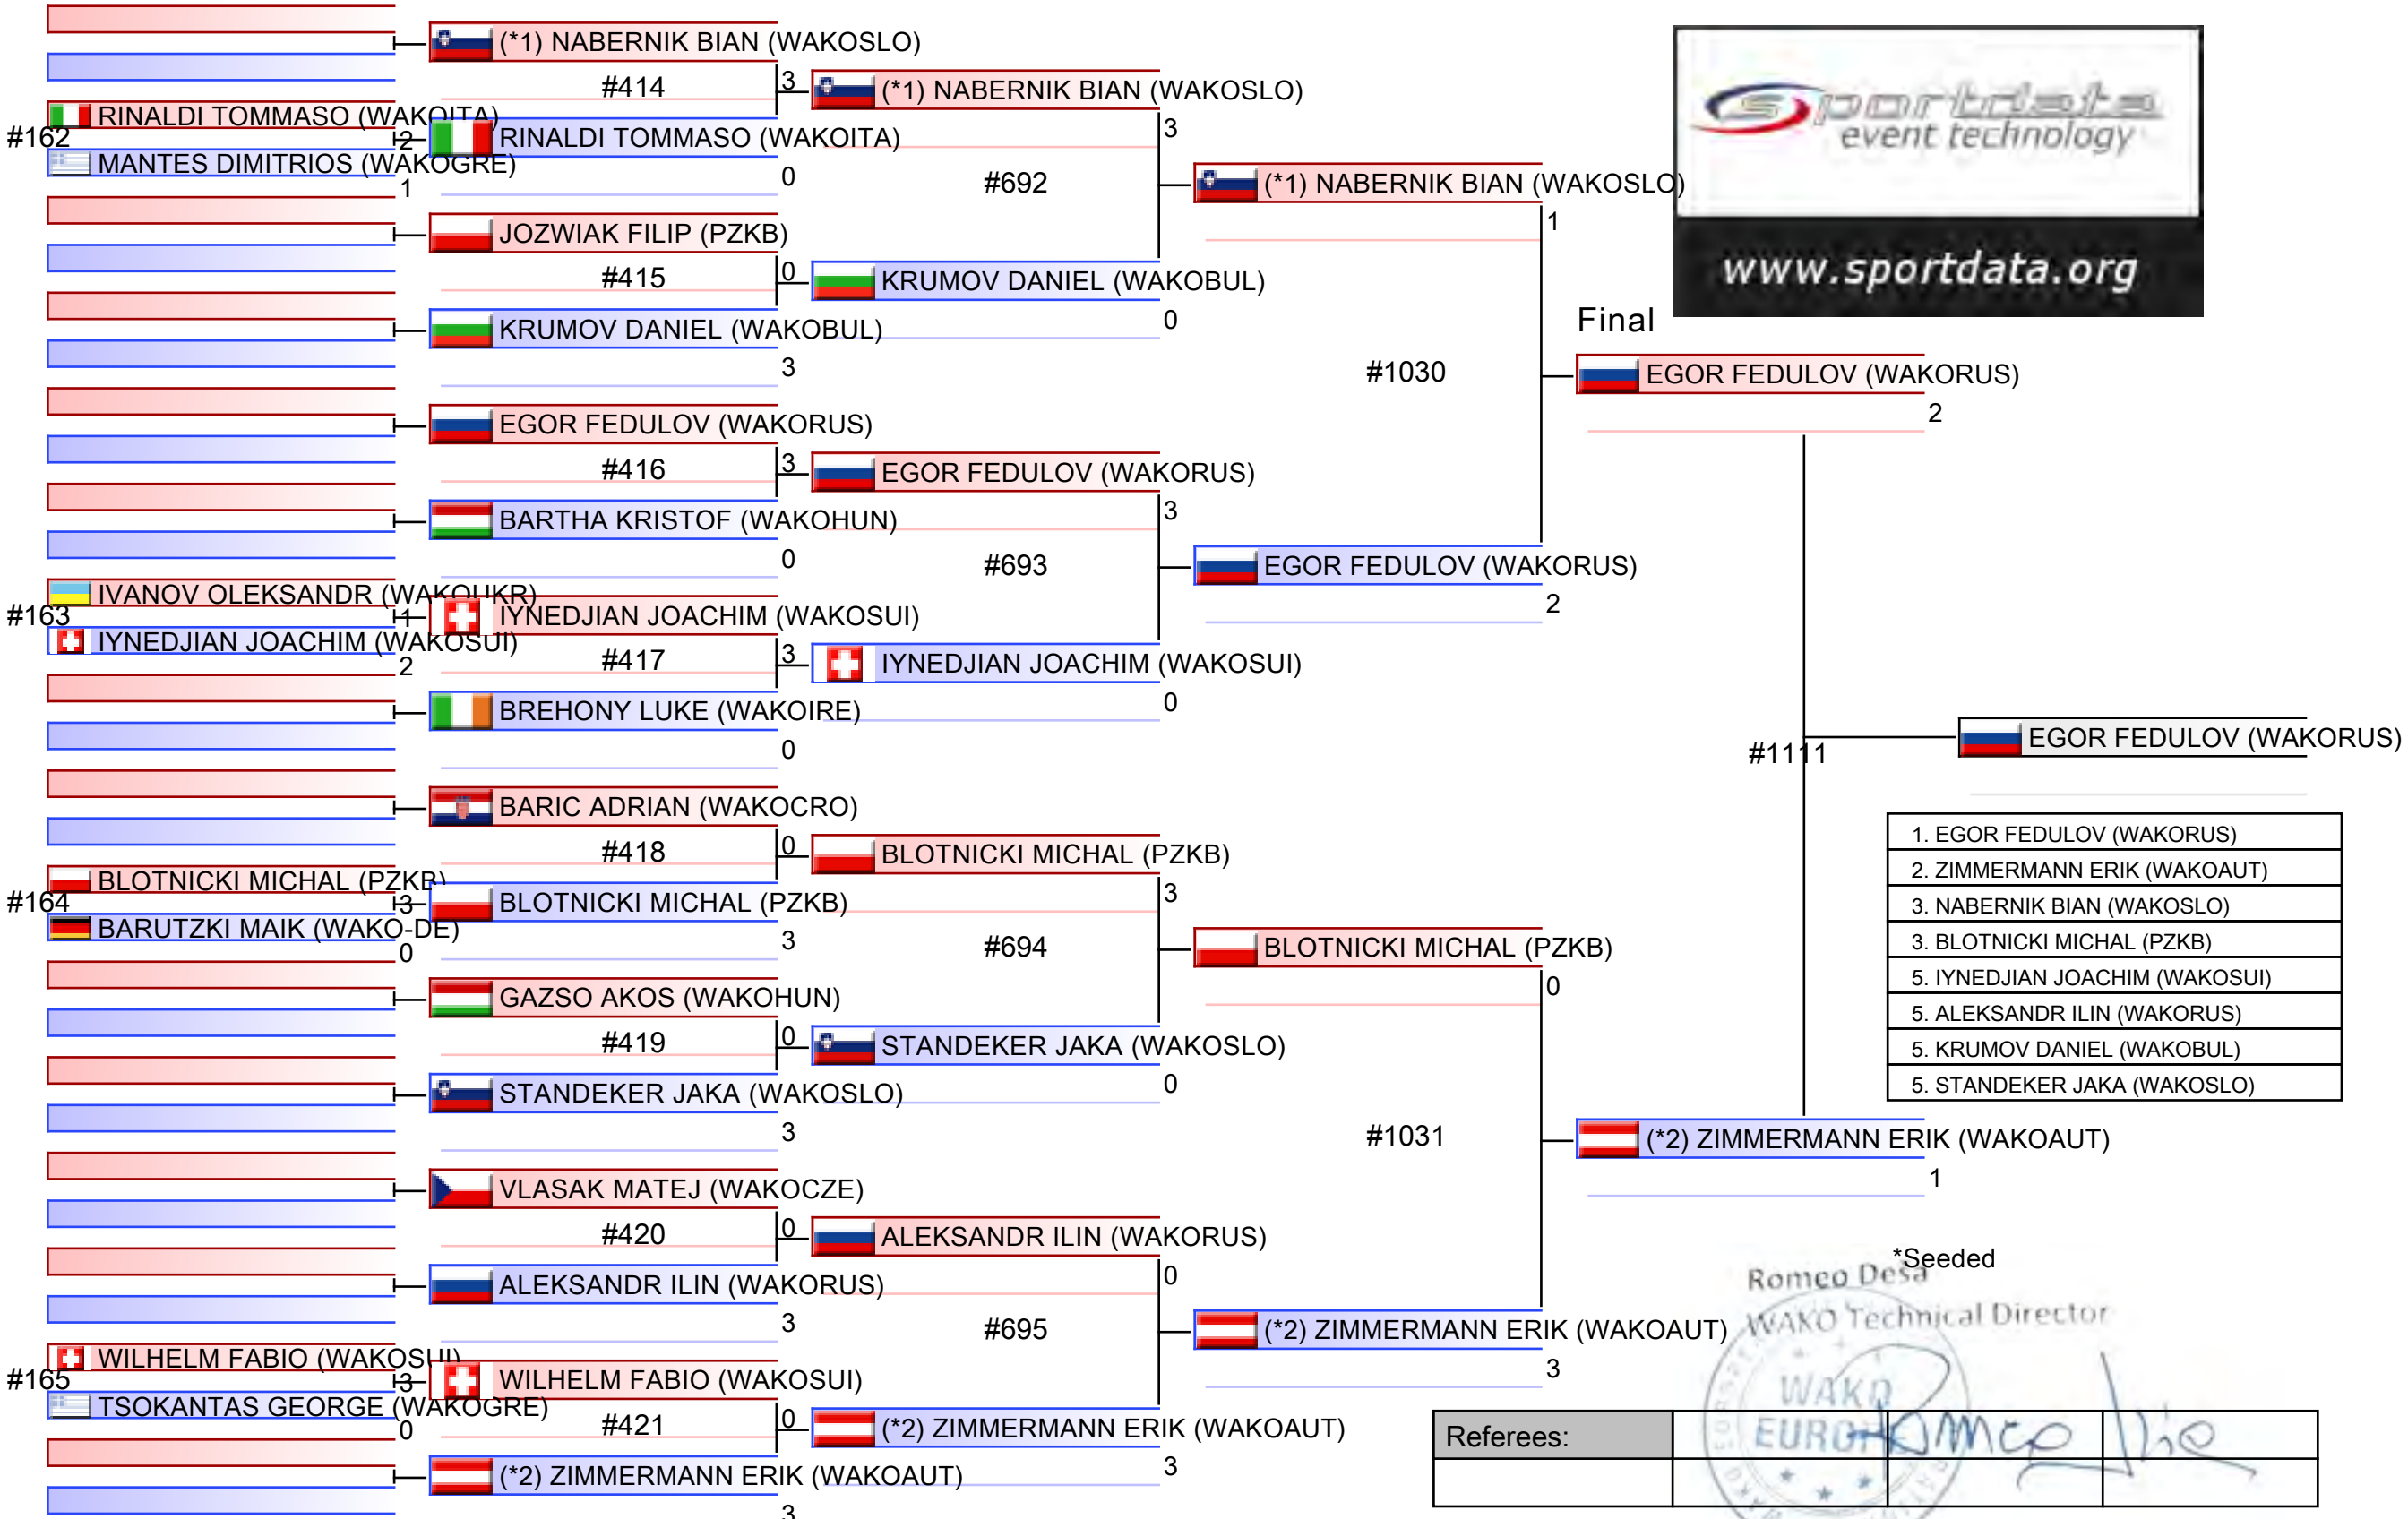 (*1) NABERNIK BIAN (WAKOSLO)
#414
3
(*1) NABERNIK BIAN (WAKOSLO)
RINALDI TOMMASO (WAKOITA)
#162
2
MANTES DIMITRIOS (WAKOGRE)
1
RINALDI TOMMASO (WAKOITA)
0
3
#692
(*1) NABERNIK BIAN (WAKOSLO)
1
JOZWIAK FILIP (PZKB)
#415
0
KRUMOV DANIEL (WAKOBUL)
0
KRUMOV DANIEL (WAKOBUL)
3
#1030
Final
EGOR FEDULOV (WAKORUS)
2
EGOR FEDULOV (WAKORUS)
#416
3
EGOR FEDULOV (WAKORUS)
3
BARTHA KRISTOF (WAKOHUN)
0
#693
EGOR FEDULOV (WAKORUS)
2
IVANOV OLEKSANDR (WAKOUKR)
#163
1
IYNEDJIAN JOACHIM (WAKOSUI)
2
IYNEDJIAN JOACHIM (WAKOSUI)
#417
3
IYNEDJIAN JOACHIM (WAKOSUI)
0
BREHONY LUKE (WAKOIRE)
0
#1111
EGOR FEDULOV (WAKORUS)
BARIC ADRIAN (WAKOCRO)
#418
0
BLOTNICKI MICHAL (PZKB)
3
BLOTNICKI MICHAL (PZKB)
#164
3
BARUTZKI MAIK (WAKO-DE)
0
BLOTNICKI MICHAL (PZKB)
3
#694
BLOTNICKI MICHAL (PZKB)
0
GAZSO AKOS (WAKOHUN)
#419
0
STANDEKER JAKA (WAKOSLO)
0
STANDEKER JAKA (WAKOSLO)
3
#1031
(*2) ZIMMERMANN ERIK (WAKOAUT)
1
VLASAK MATEJ (WAKOCZE)
#420
0
ALEKSANDR ILIN (WAKORUS)
0
ALEKSANDR ILIN (WAKORUS)
3
#695
(*2) ZIMMERMANN ERIK (WAKOAUT)
3
WILHELM FABIO (WAKOSUI)
#165
3
TSOKANTAS GEORGE (WAKOGRE)
0
WILHELM FABIO (WAKOSUI)
#421
0
(*2) ZIMMERMANN ERIK (WAKOAUT)
3
(*2) ZIMMERMANN ERIK (WAKOAUT)
3
sportdata
event technology
www.sportdata.org
1. EGOR FEDULOV (WAKORUS)
2. ZIMMERMANN ERIK (WAKOAUT)
3. NABERNIK BIAN (WAKOSLO)
3. BLOTNICKI MICHAL (PZKB)
5. IYNEDJIAN JOACHIM (WAKOSUI)
5. ALEKSANDR ILIN (WAKORUS)
5. KRUMOV DANIEL (WAKOBUL)
5. STANDEKER JAKA (WAKOSLO)
*Seeded
Romeo Desa
WAKO Technical Director
WAKO
EUROPE
Referees: